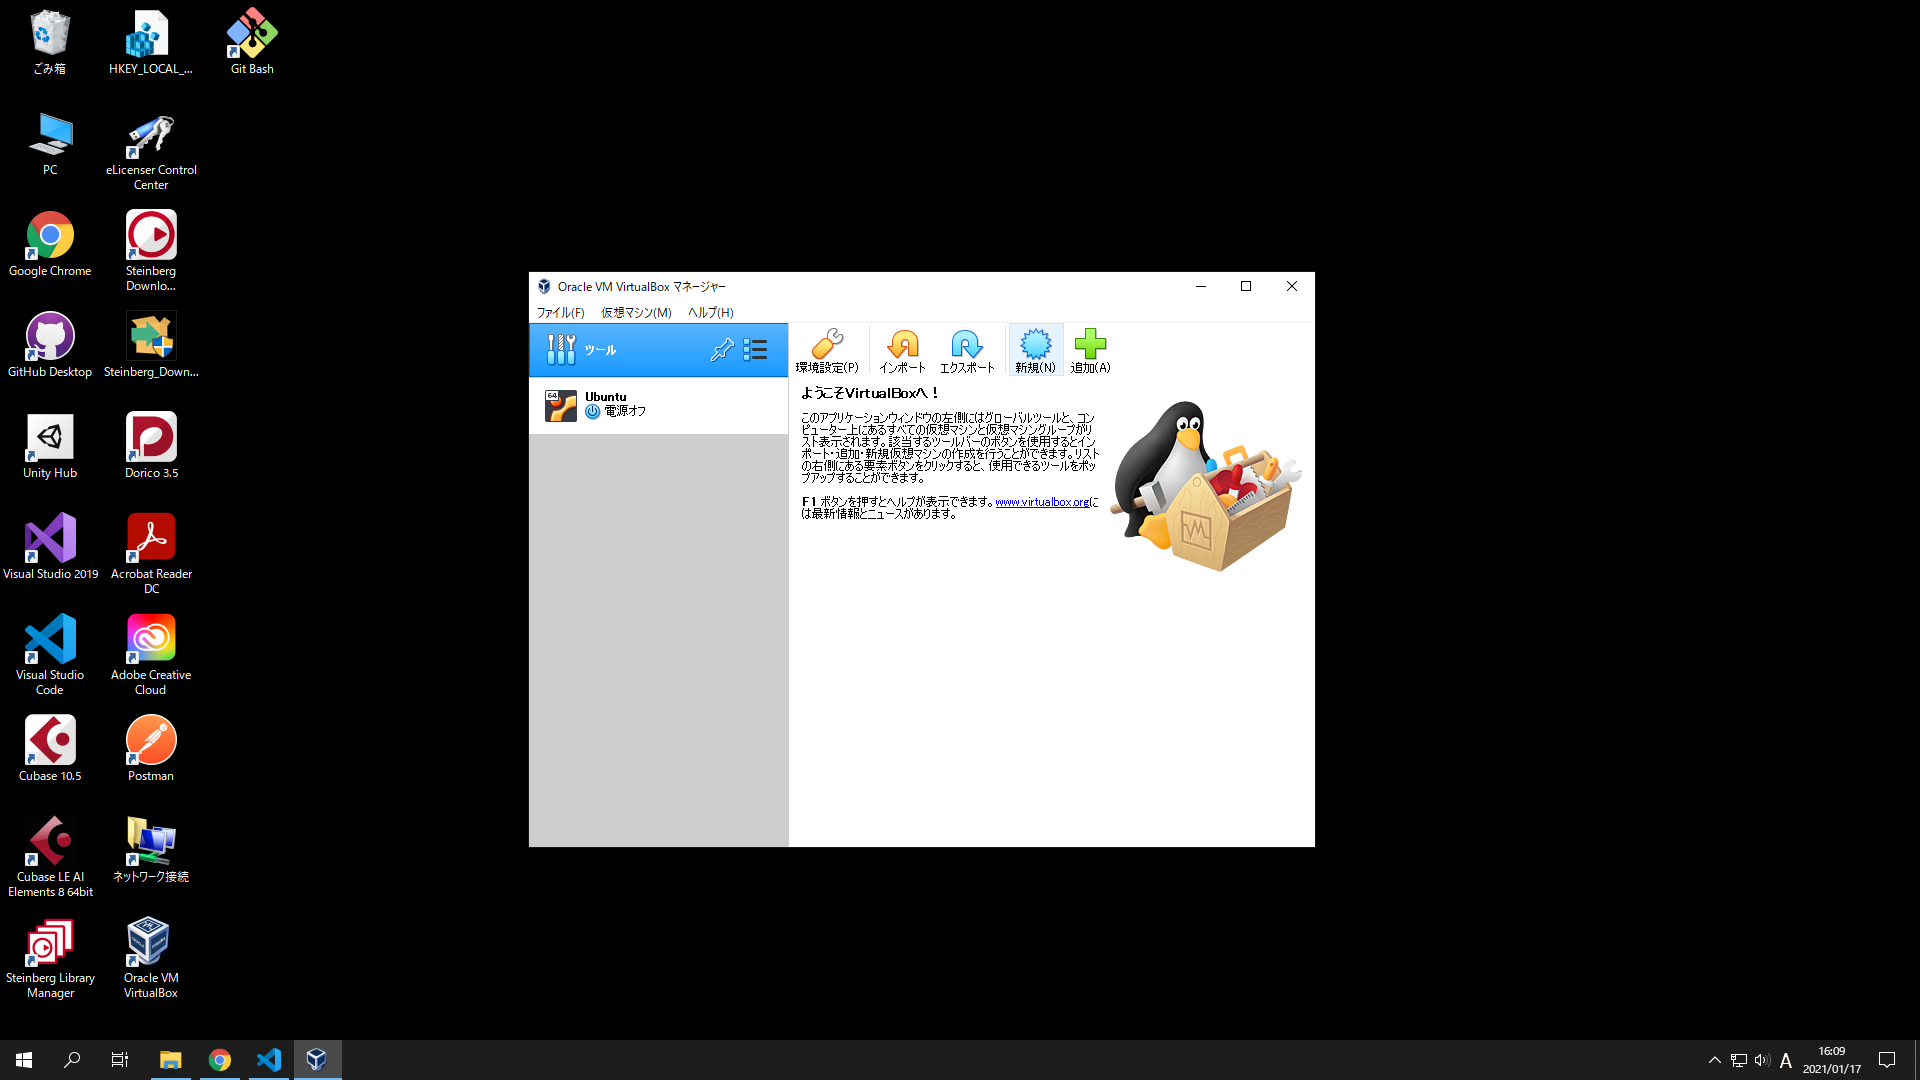 ごみ箱
HKEY_LOCAL_...
Git Bash
PC
eLicenser Control
Center
Google Chrome
Steinberg
Downlo...
GitHub Desktop
Steinberg_Down...
Unity Hub
Dorico 3.5
Visual Studio 2019
Acrobat Reader
DC
Visual Studio
Code
Adobe Creative
Cloud
Cubase 10.5
Postman
Cubase LE AI
Elements 8 64bit
ネットワーク接続
Steinberg Library
Manager
Oracle VM
VirtualBox
Oracle VM VirtualBox マネージャー
ファイル(F) 仮想マシン(M) ヘルプ(H)
ツール
環境設定(P) インポート エクスポート 新規(N) 追加(A)
64
Ubuntu
電源オフ
ようこそVirtualBoxへ！
このアプリケーションウィンドウの左側にはグローバルツールと、コン
ピューター上にあるすべての仮想マシンと仮想マシングループがリ
スト表示されます。該当するツールバーのボタンを使用するとイン
ポート・追加・新規仮想マシンの作成を行うことができます。リスト
の右側にある要素ボタンをクリックすると、使用できるツールをポッ
プアップすることができます。
F1 ボタンを押すとヘルプが表示できます。www.virtualbox.orgに
は最新情報とニュースがあります。
A
16:09
2021/01/17